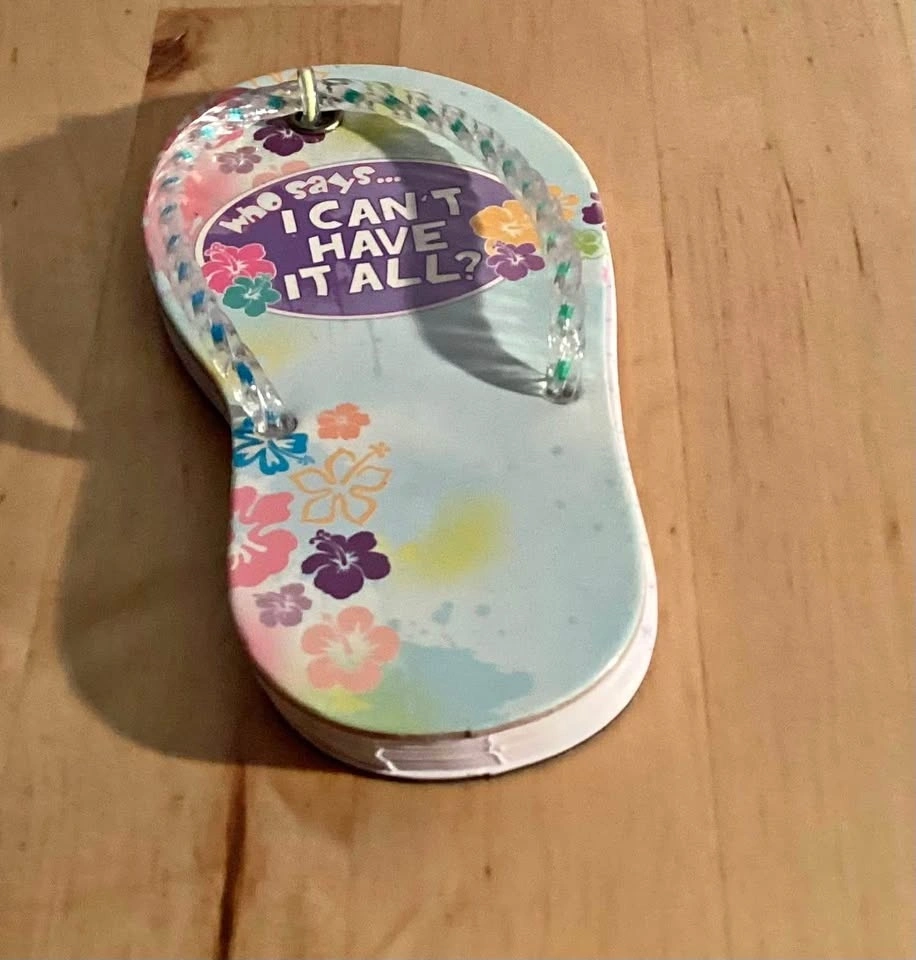 who says...
I CAN'T
HAVE
IT ALL?